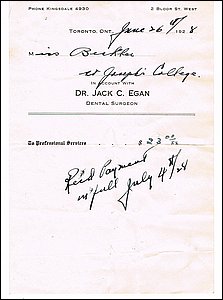 PHONE KINGSDALE 4930 2 BLOOR ST. WEST
TORONTO, ONT. June 26th 1928
Miss
St Joseph's College
IN ACCOUNT WITH
DR. JACK C. EGAN
DENTAL SURGEON
To Professional Services $23 00/xx
Rec'd Payment
in full July 4th/28